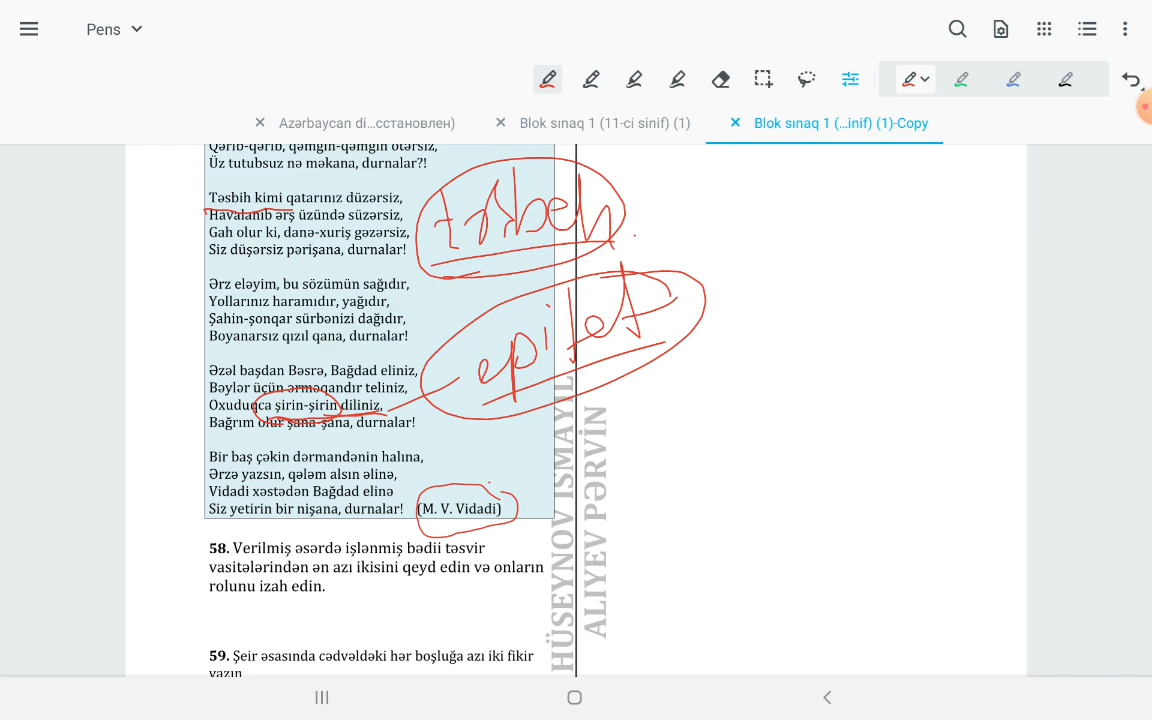 Pens
Azərbaycan di...сстановлен)
Blok sınaq 1 (11-ci sinif) (1)
Blok sınaq 1 (...inif) (1)-Copy
Qərib-qərib, qəmgin-qəmgin ötərsiz,
Üz tutubsuz nə məkana, durnalar?!
Təsbih kimi qatarınız düzərsiz,
Havalanıb ərş üzündə süzərsiz,
Gah olur ki, danə-xuriş gəzərsiz,
Siz düşərsiz pərişana, durnalar!
təşbeh
Ərz eləyim, bu sözümün sağıdır,
Yollarınız haramıdır, yağıdır,
Şahin-şonqar sürbənizi dağıdır,
Boyanarsız qızıl qana, durnalar!
epitet
Əzəl başdan Bəsrə, Bağdad eliniz,
Bəylər üçün ərməqandır teliniz,
Oxuduqca şirin-şirin diliniz,
Bağrım olur şana-şana, durnalar!
Bir baş çəkin dərmandənin halına,
Ərzə yazsın, qələm alsın əlinə,
Vidadi xəstədən Bağdad elinə
Siz yetirin bir nişana, durnalar! (M. V. Vidadi)
58. Verilmiş əsərdə işlənmiş bədii təsvir
vasitələrindən ən azı ikisini qeyd edin və onların
rolunu izah edin.
59. Şeir əsasında cədvəldəki hər boşluğa azı iki fikir
yazın
HÜSEYNOV ISMAYIL
ALIYEV PƏRVİN